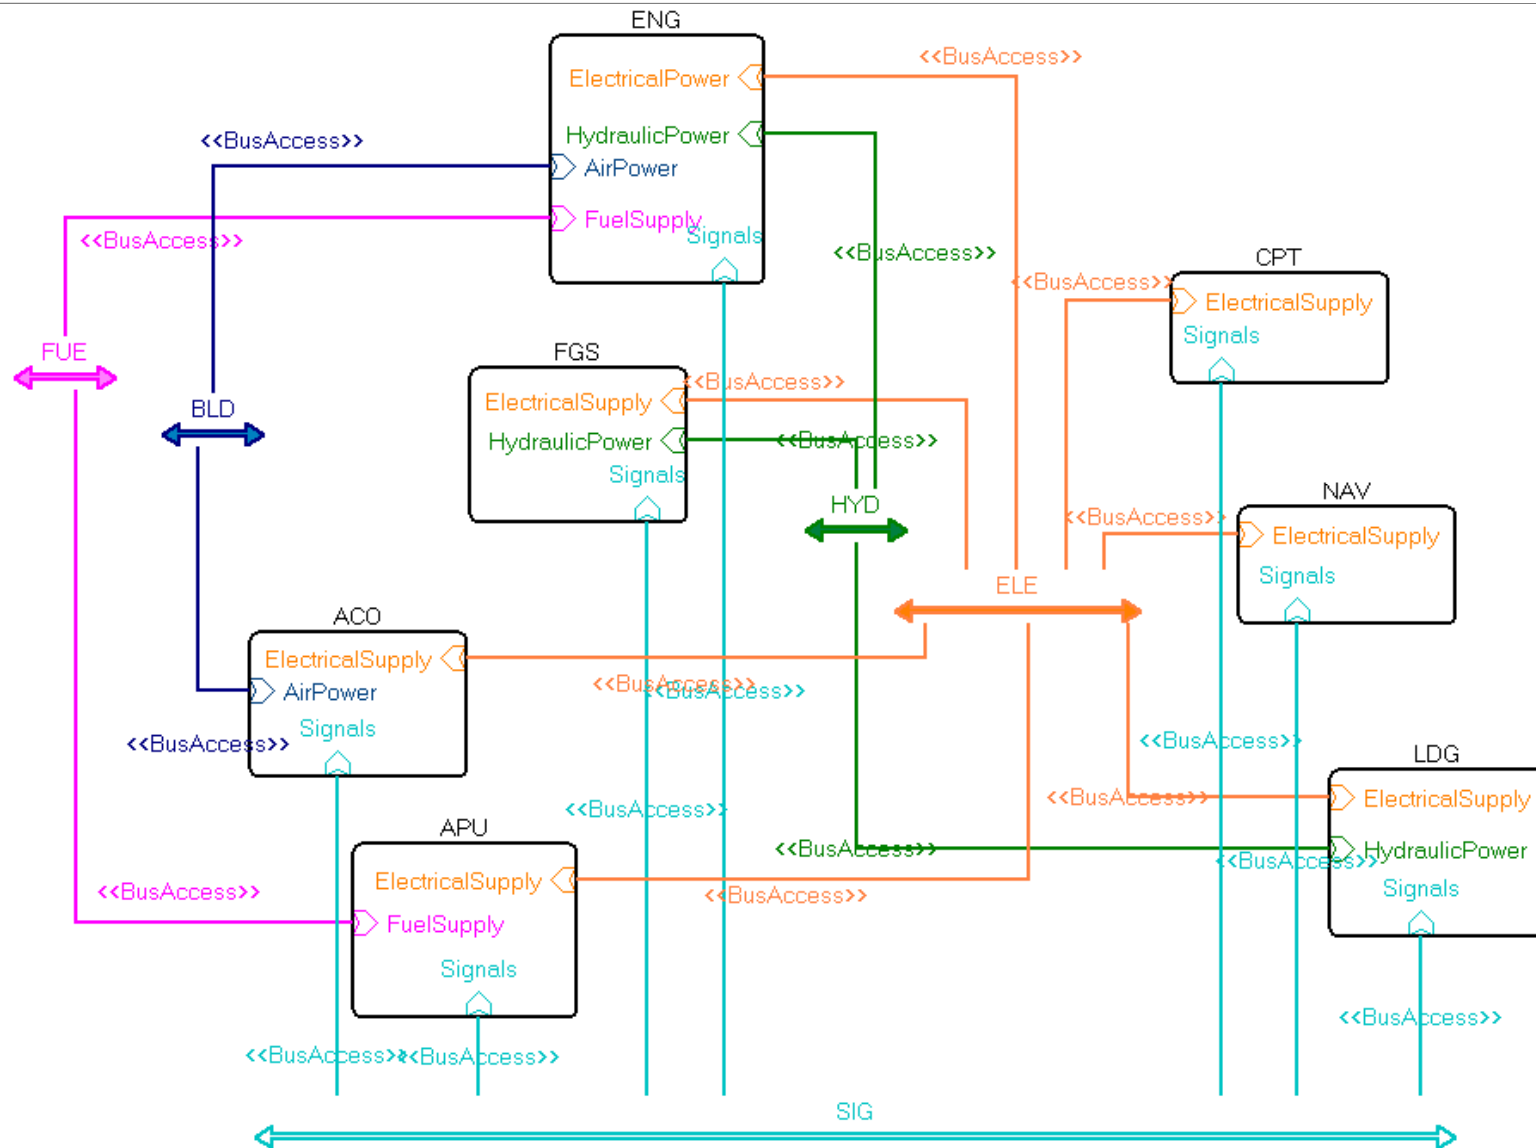 ENG
<<BusAccess>>
ElectricalPower
HydraulicPower
<<BusAccess>>
AirPower
FuelSupply
Signals
<<BusAccess>>
<<BusAccess>>
CPT
<<BusAccess>>
ElectricalSupply
Signals
FUE
FGS
<<BusAccess>>
ElectricalSupply
BLD
HydraulicPower
<<BusAccess>>
Signals
HYD
NAV
<<BusAccess>>
ElectricalSupply
Signals
ELE
ACO
ElectricalSupply
<<BusAccess>>
<<BusAccess>>
AirPower
Signals
<<BusAccess>>
<<BusAccess>>
LDG
<<BusAccess>>
ElectricalSupply
<<BusAccess>>
APU
<<BusAccess>>
HydraulicPower
<<BusAccess>>
Signals
ElectricalSupply
<<BusAccess>>
<<BusAccess>>
FuelSupply
Signals
<<BusAccess>>
<<BusAccess>>
<<BusAccess>>
SIG